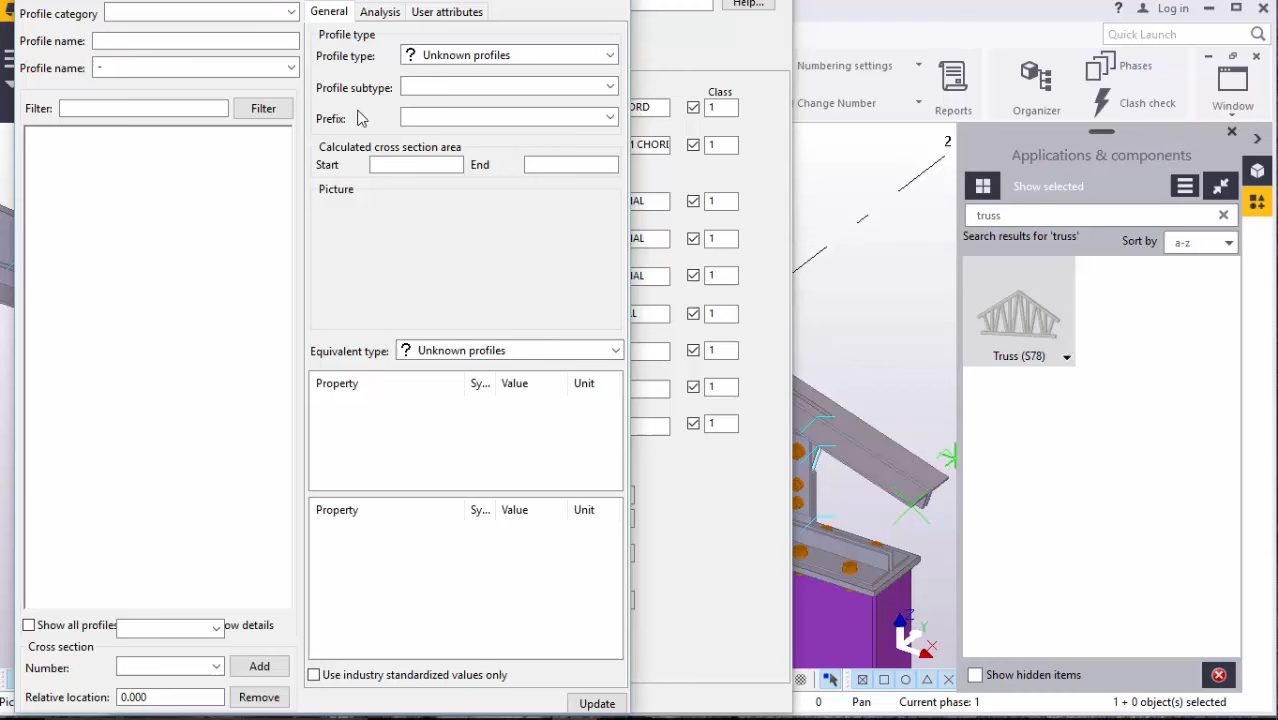 Profile category
Profile name:
Profile name: -
Filter:
Filter
Show all profiles
ow details
Cross section
Number:
Add
Relative location: 0.000
Remove
General Analysis User attributes
Profile type
Profile type: ? Unknown profiles
Profile subtype:
Prefix:
Calculated cross section area
Start
End
Picture
Equivalent type: ? Unknown profiles
Property Sy... Value Unit
Property Sy... Value Unit
Use industry standardized values only
Update
Help...
Class
ORD 1
1 CHORD 1
IAL 1
IAL 1
IAL 1
L 1
1
1
1
? Log in
Quick Launch
Numbering settings
Change Number
Reports
Organizer
Phases
Clash check
Window
2
Applications & components
Show selected
truss
Search results for 'truss'
Sort by a-z
Truss (S78)
Show hidden items
Z
Y
X
0 Pan Current phase: 1 1 + 0 object(s) selected